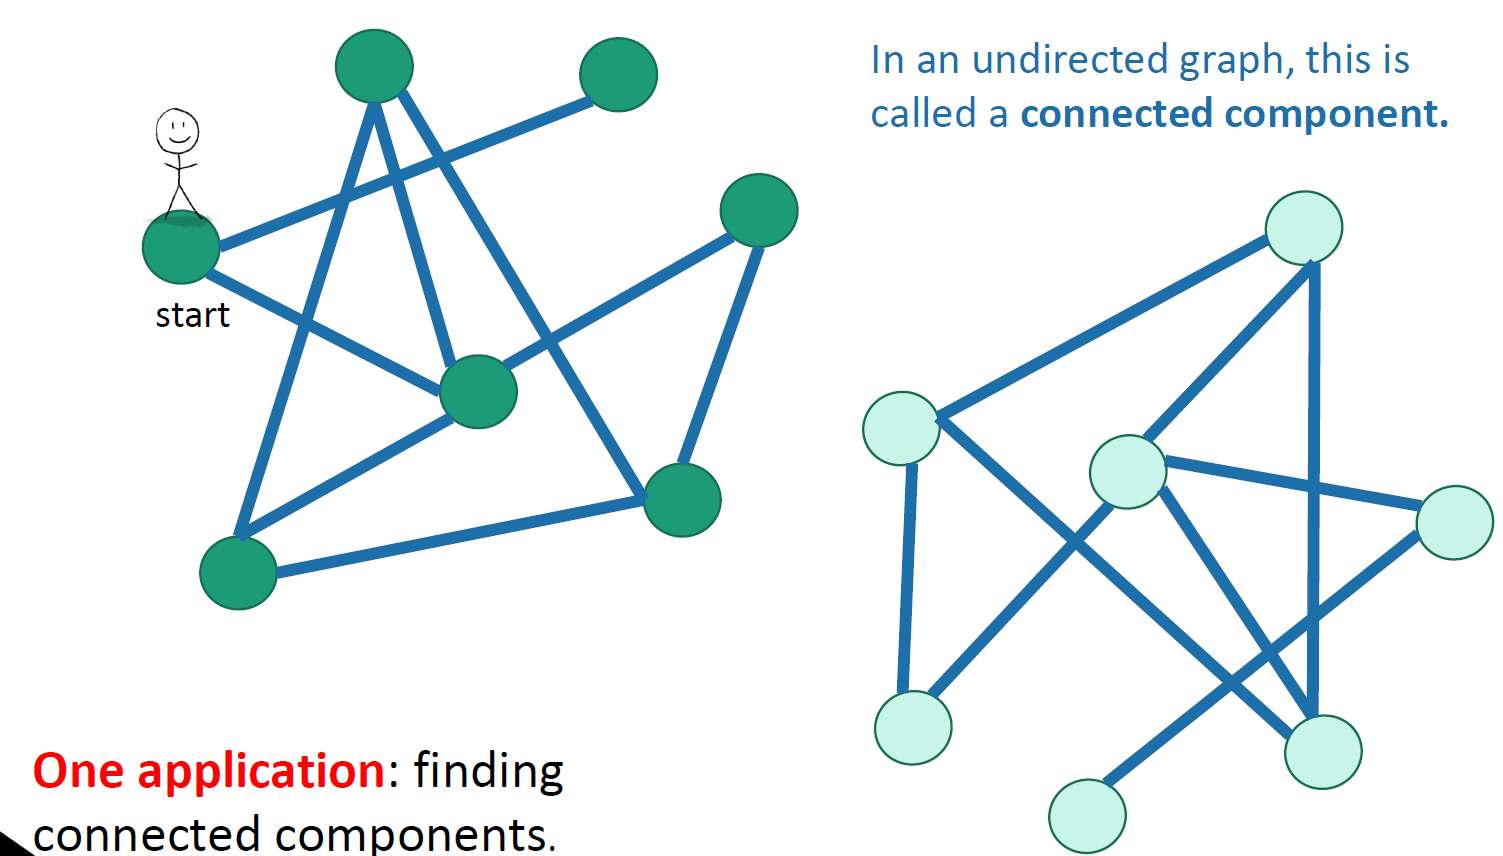 In an undirected graph, this is
called a connected component.
start
One application: finding
connected components.